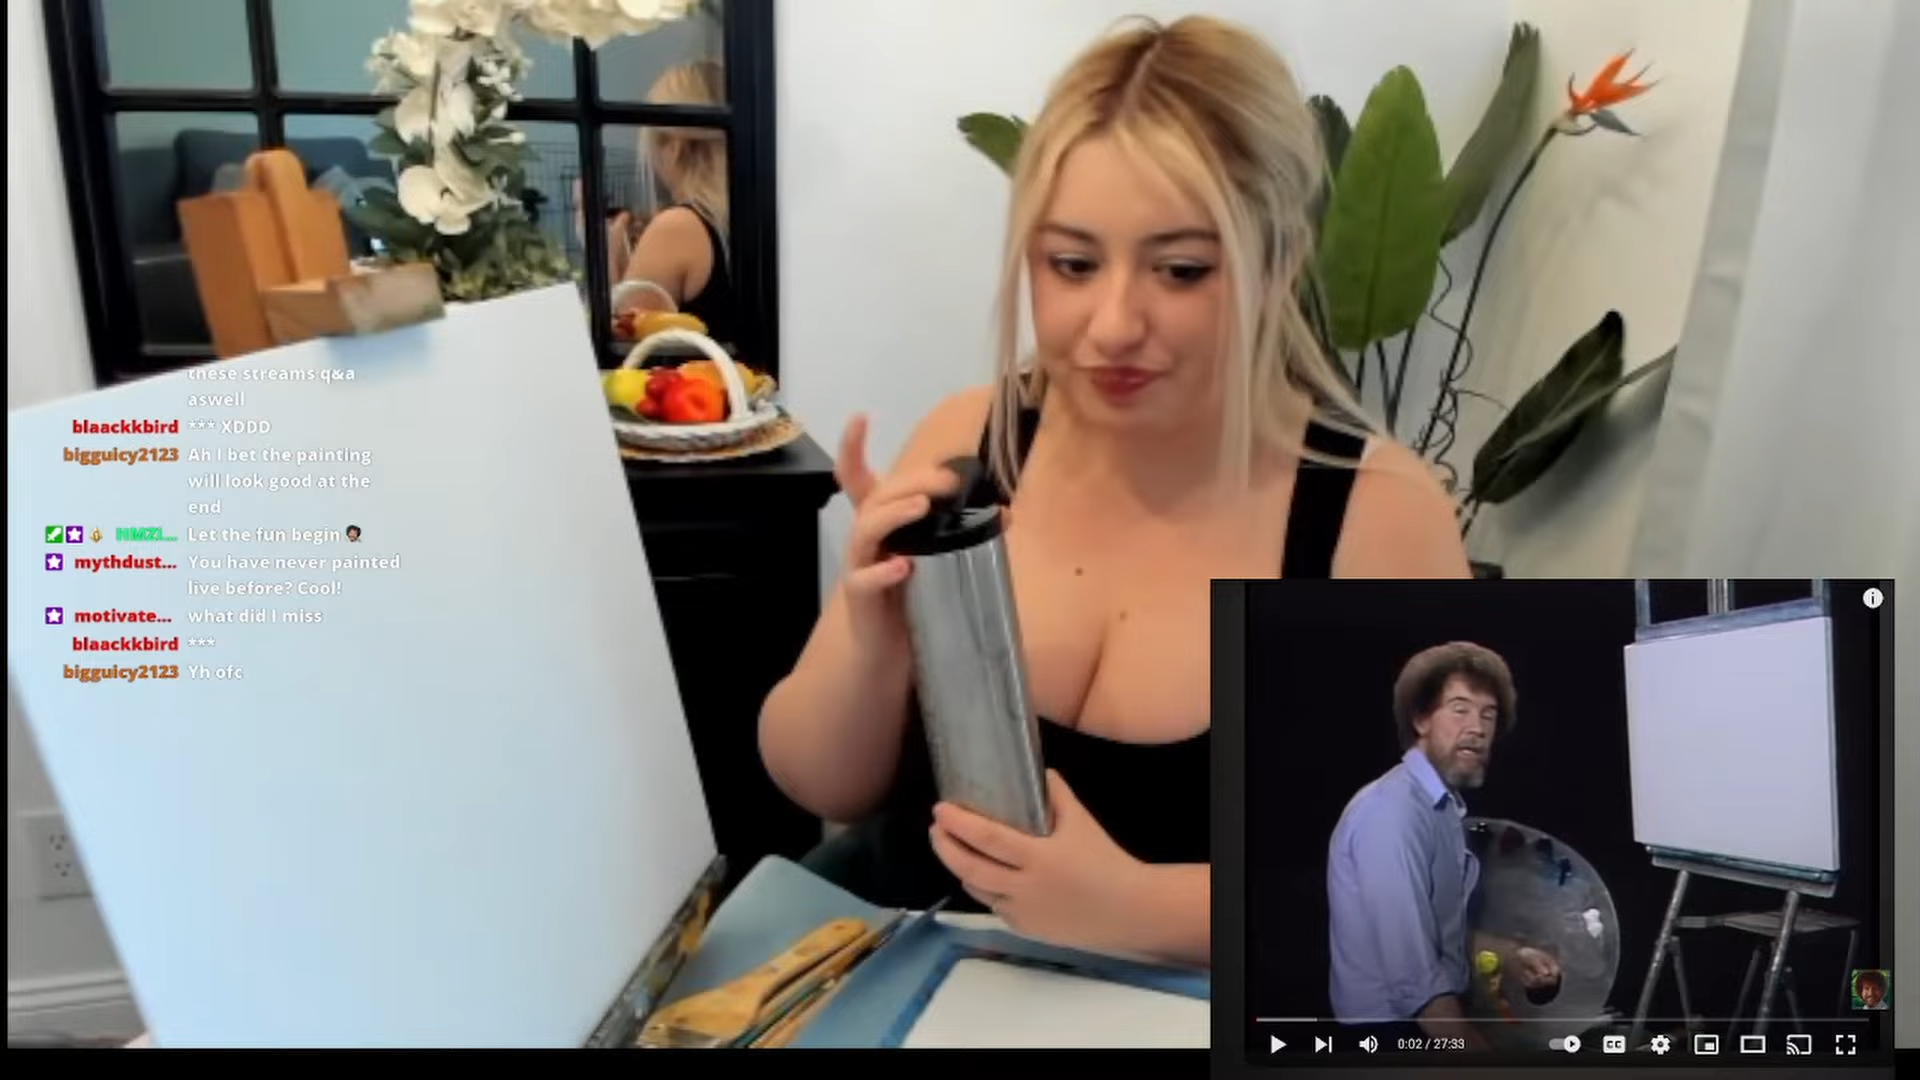 these streams q&a
aswell
blaackkbird *** XDDD
bigguicy2123 Ah I bet the painting
will look good at the
end
HMZi... Let the fun begin
mythdust... You have never painted
live before? Cool!
motivate... what did I miss
blaackkbird ***
bigguicy2123 Yh ofc
CC
0:02 / 27:33